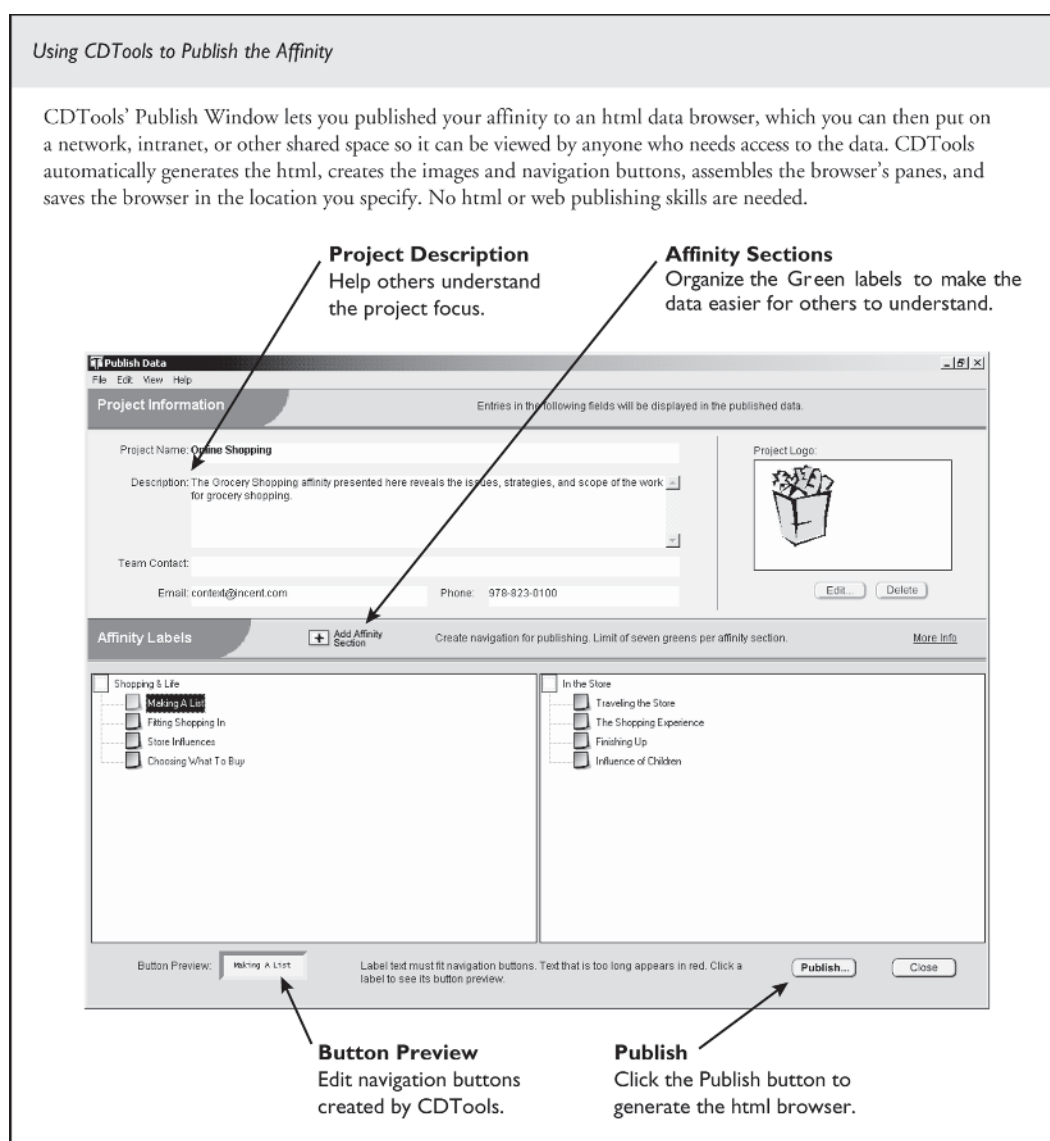 Using CDTools to Publish the Affinity
CDTools' Publish Window lets you published your affinity to an html data browser, which you can then put on
a network, intranet, or other shared space so it can be viewed by anyone who needs access to the data. CDTools
automatically generates the html, creates the images and navigation buttons, assembles the browser's panes, and
saves the browser in the location you specify. No html or web publishing skills are needed.
Project Description
Help others understand
the project focus.
Affinity Sections
Organize the Green labels to make the
data easier for others to understand.
Publish Data
File Edit View Help
Project Information
Entries in the following fields will be displayed in the published data.
Project Name: Online Shopping
Description: The Grocery Shopping affinity presented here reveals the issues, strategies, and scope of the work
for grocery shopping.
Team Contact:
Email: context@incent.com
Phone: 978-823-0100
Project Logo:
Edit... Delete
Affinity Labels
Add Affinity
Section
Create navigation for publishing. Limit of seven greens per affinity section.
More Info
Shopping & Life
Making A List
Fitting Shopping In
Store Influences
Choosing What To Buy
In the Store
Traveling the Store
The Shopping Experience
Finishing Up
Influence of Children
Button Preview:
Making A List
Label text must fit navigation buttons. Text that is too long appears in red. Click a
label to see its button preview.
Publish...
Close
Button Preview
Edit navigation buttons
created by CDTools.
Publish
Click the Publish button to
generate the html browser.